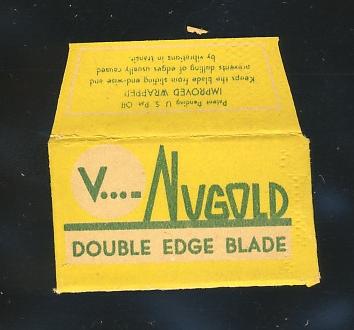 Patent Pending U. S. Pat. Off.
IMPROVED WRAPPER
Keeps the blade from sliding end-wise and
prevents dulling of edges usually caused
by vibrations in transit.
V...–NUGOLD
DOUBLE EDGE BLADE